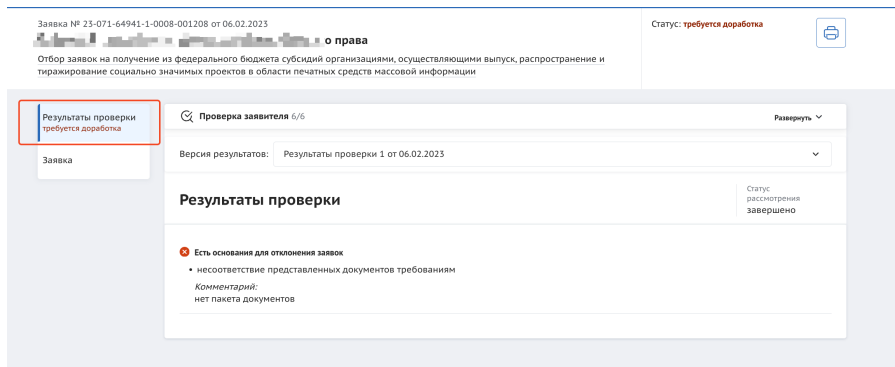 Заявка № 23-071-64941-1-0008-001208 от 06.02.2023
о права
Отбор заявок на получение из федерального бюджета субсидий организациями, осуществляющими выпуск, распространение и
тиражирование социально значимых проектов в области печатных средств массовой информации
Статус: требуется доработка
Результаты проверки
требуется доработка
Заявка
Проверка заявителя 6/6
Развернуть
Версия результатов: Результаты проверки 1 от 06.02.2023
Результаты проверки
Статус
рассмотрения
завершено
Есть основания для отклонения заявок
• несоответствие представленных документов требованиям
Комментарий:
нет пакета документов